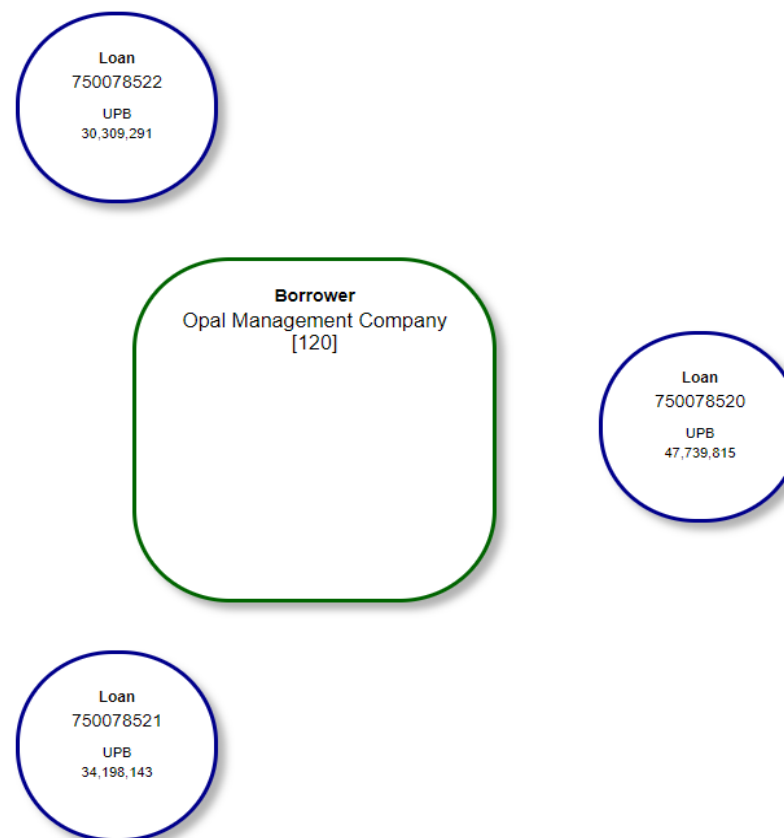 Loan
750078522
UPB
30,309,291
Borrower
Opal Management Company
[120]
Loan
750078520
UPB
47,739,815
Loan
750078521
UPB
34,198,143